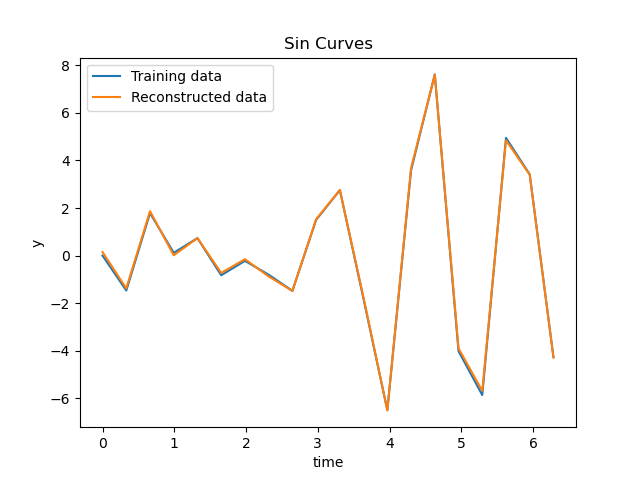 Sin Curves
Training data
Reconstructed data
8
6
4
2
0
−2
−4
−6
y
0 1 2 3 4 5 6
time